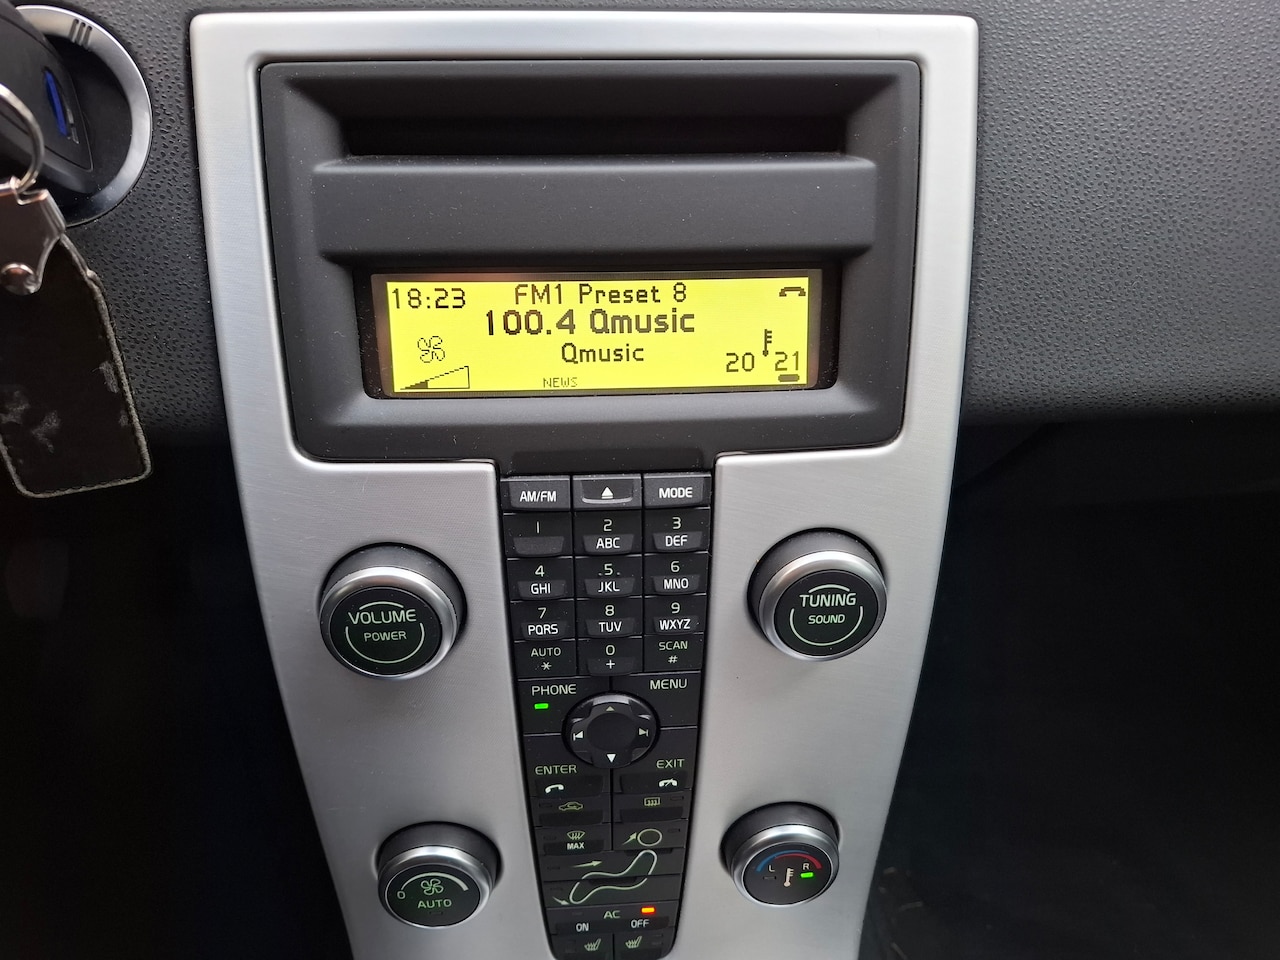 18:23 FM1 Preset 8
100.4 Qmusic
Qmusic
20 21
NEWS
AM/FM MODE
1 2 3
ABC DEF
4 5 6
GHI JKL MNO
7 8 9
PQRS TUV WXYZ
AUTO 0 SCAN
* + #
VOLUME
POWER
TUNING
SOUND
PHONE MENU
ENTER EXIT
MAX
0
AUTO
L R
AC
ON OFF